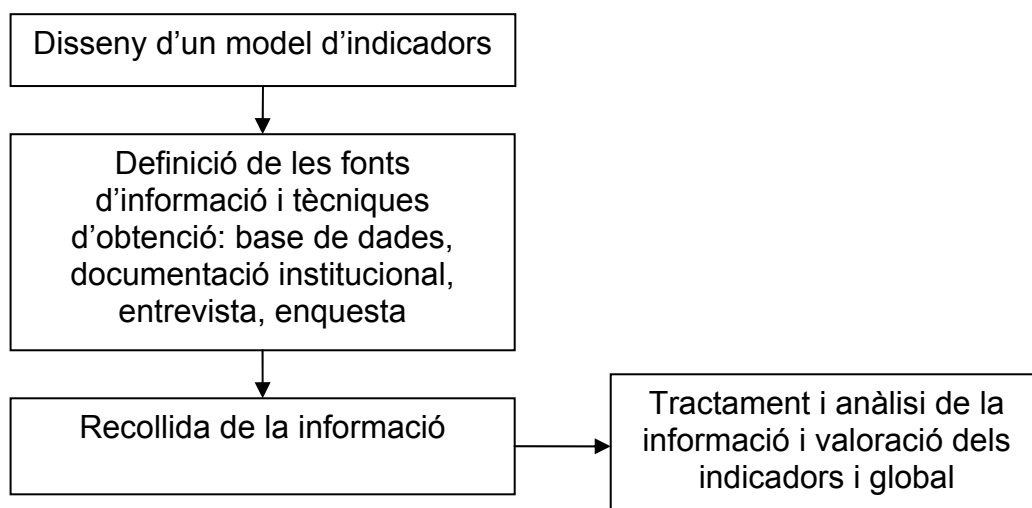 Disseny d’un model d’indicadors
Definició de les fonts
d’informació i tècniques
d’obtenció: base de dades,
documentació institucional,
entrevista, enquesta
Recollida de la informació
Tractament i anàlisi de la
informació i valoració dels
indicadors i global